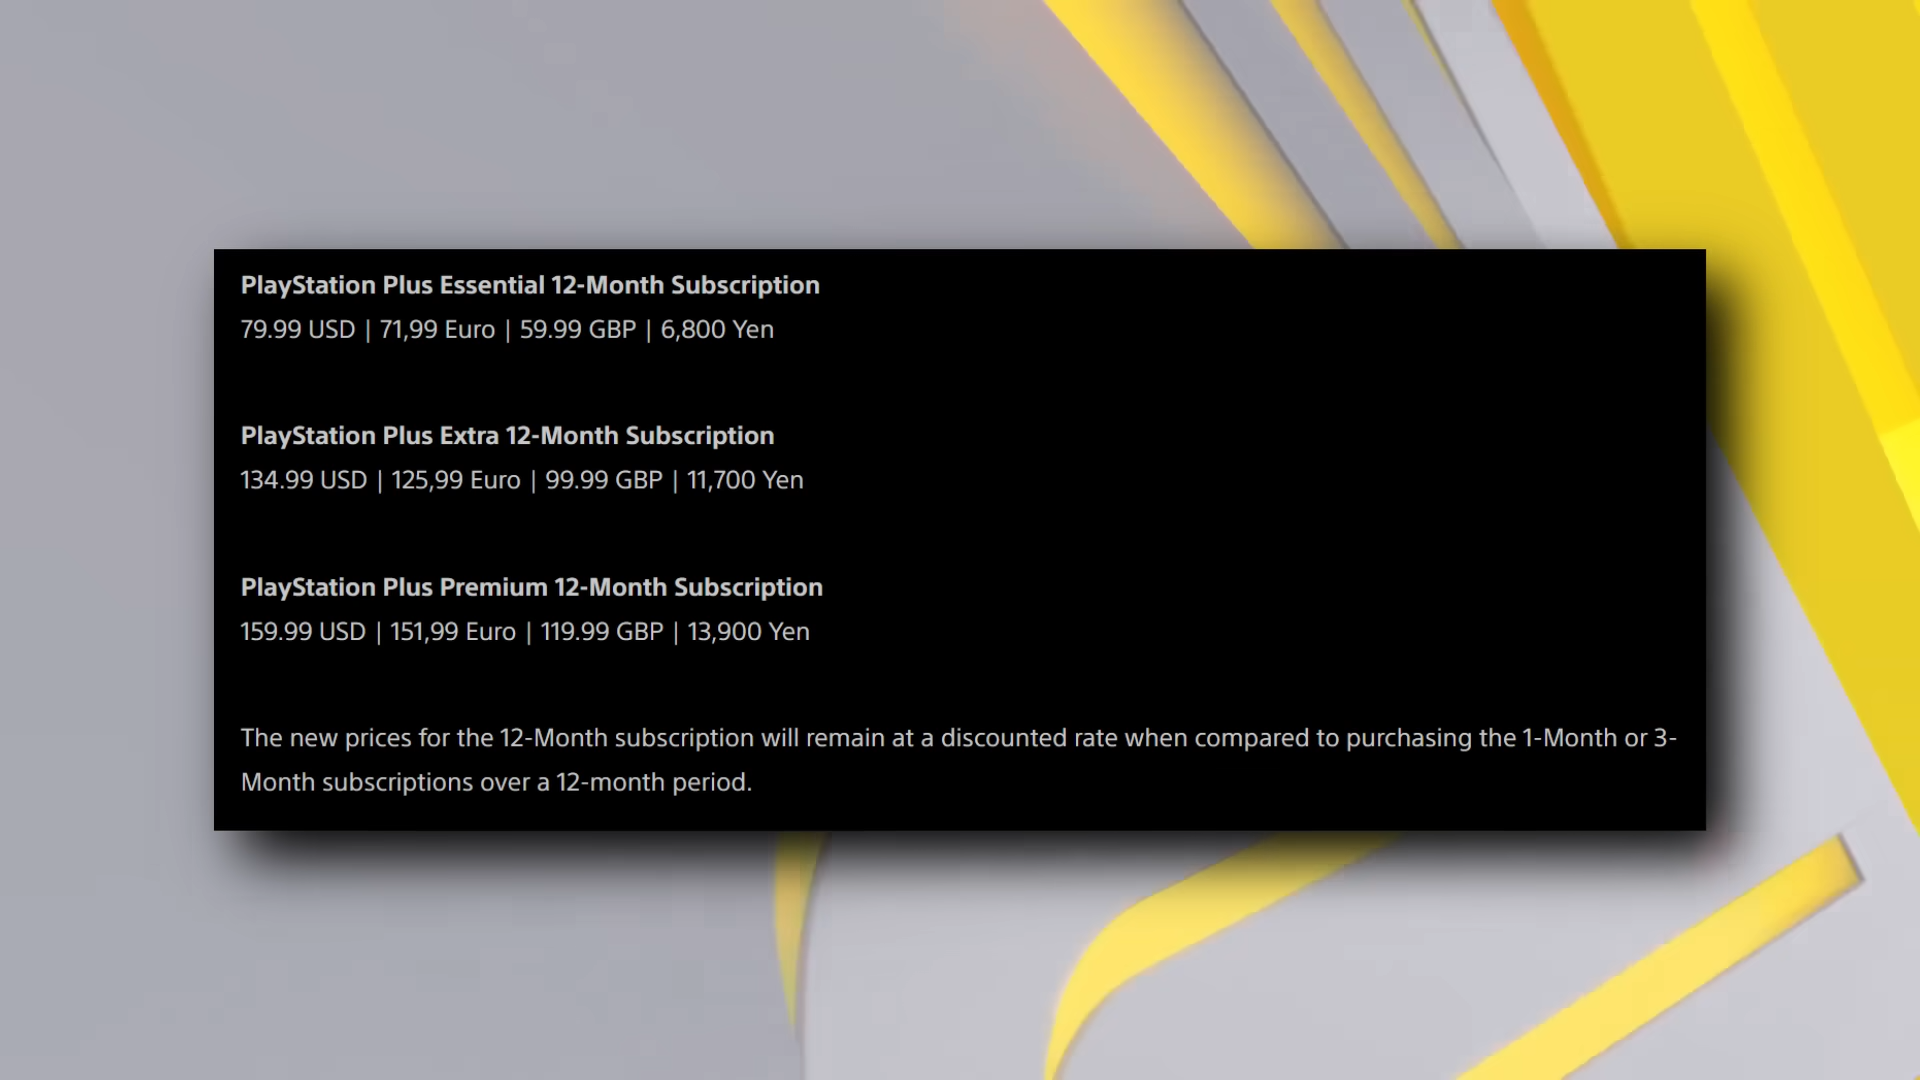 PlayStation Plus Essential 12-Month Subscription
79.99 USD | 71,99 Euro | 59.99 GBP | 6,800 Yen
PlayStation Plus Extra 12-Month Subscription
134.99 USD | 125,99 Euro | 99.99 GBP | 11,700 Yen
PlayStation Plus Premium 12-Month Subscription
159.99 USD | 151,99 Euro | 119.99 GBP | 13,900 Yen
The new prices for the 12-Month subscription will remain at a discounted rate when compared to purchasing the 1-Month or 3-
Month subscriptions over a 12-month period.